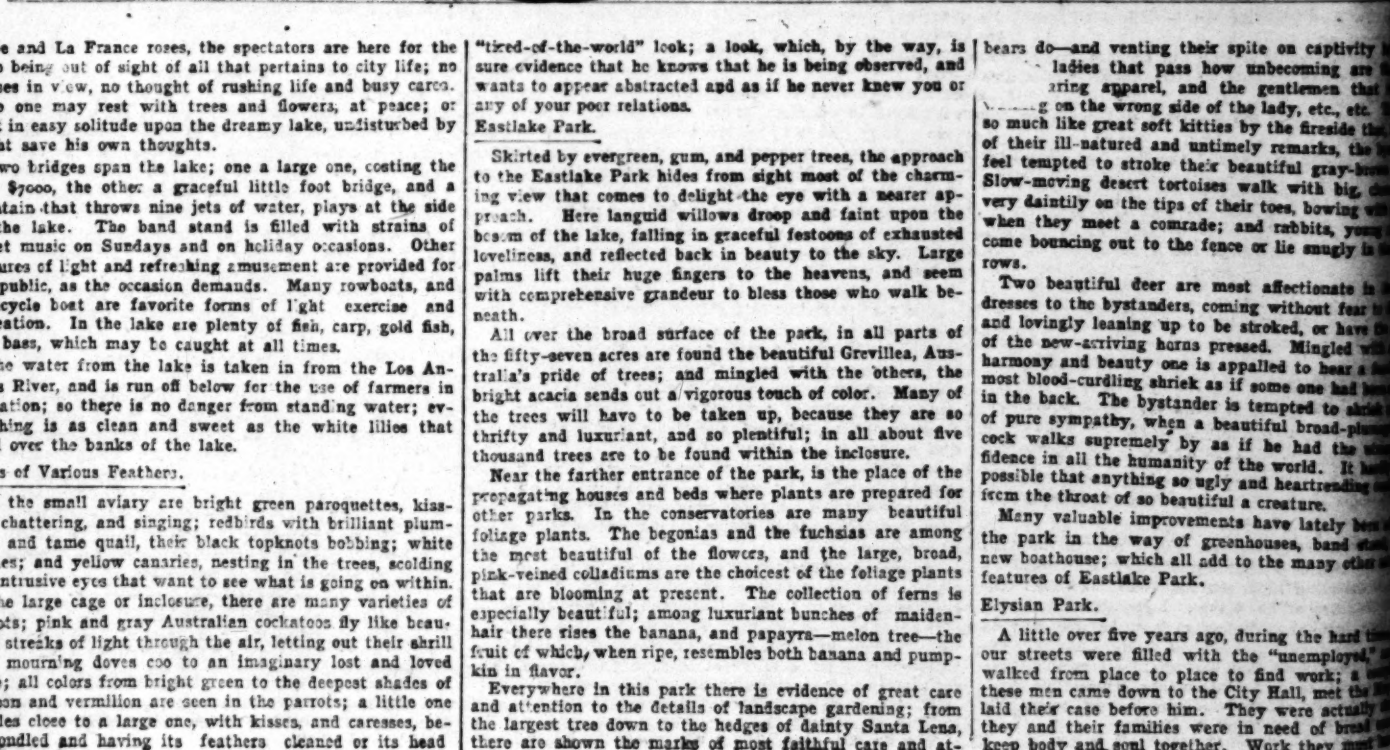 e and La France roses, the spectators are here for the
being out of sight of all that pertains to city life; no
es in view, no thought of rushing life and busy cares.
one may rest with trees and flowers, at peace; or
in easy solitude upon the dreamy lake, undisturbed by
t save his own thoughts.
wo bridges span the lake; one a large one, costing the
$7000, the other a graceful little foot bridge, and a
tain that throws nine jets of water, plays at the side
the lake. The band stand is filled with strains of
et music on Sundays and on holiday occasions. Other
ures of light and refreshing amusement are provided for
public, as the occasion demands. Many rowboats, and
cycle boat are favorite forms of light exercise and
eation. In the lake are plenty of fish, carp, gold fish,
bass, which may be caught at all times.
e water from the lake is taken in from the Los An-
s River, and is run off below for the use of farmers in
ation; so there is no danger from standing water; ev-
hing is as clean and sweet as the white lilies that
over the banks of the lake.
s of Various Feathers.
the small aviary are bright green paroquettes, kiss-
chattering, and singing; redbirds with brilliant plum-
and tame quail, their black topknots bobbing; white
es; and yellow canaries, nesting in the trees, scolding
ntrusive eyes that want to see what is going on within.
he large cage or inclosure, there are many varieties of
ots; pink and gray Australian cockatoos fly like beau-
streaks of light through the air, letting out their shrill
mourning doves coo to an imaginary lost and loved
; all colors from bright green to the deepest shades of
on and vermilion are seen in the parrots; a little one
les close to a large one, with kisses, and caresses, be-
ondled and having its feathers cleaned or its head
"tired-of-the-world" look; a look, which, by the way, is
sure evidence that he knows that he is being observed, and
wants to appear abstracted and as if he never knew you or
any of your poor relations.
Eastlake Park.
Skirted by evergreen, gum, and pepper trees, the approach
to the Eastlake Park hides from sight most of the charm-
ing view that comes to delight the eye with a nearer ap-
proach. Here languid willows droop and faint upon the
bosom of the lake, falling in graceful festoons of exhausted
loveliness, and reflected back in beauty to the sky. Large
palms lift their huge fingers to the heavens, and seem
with comprehensive grandeur to bless those who walk be-
neath.
All over the broad surface of the park, in all parts of
the fifty-seven acres are found the beautiful Grevillea, Aus-
tralia's pride of trees; and mingled with the others, the
bright acacia sends out a vigorous touch of color. Many of
the trees will have to be taken up, because they are so
thrifty and luxuriant, and so plentiful; in all about five
thousand trees are to be found within the inclosure.
Near the farther entrance of the park, is the place of the
propagating houses and beds where plants are prepared for
other parks. In the conservatories are many beautiful
foliage plants. The begonias and the fuchsias are among
the most beautiful of the flowers, and the large, broad,
pink-veined colladiums are the choicest of the foliage plants
that are blooming at present. The collection of ferns is
especially beautiful; among luxuriant bunches of maiden-
hair there rises the banana, and papayra—melon tree—the
fruit of which, when ripe, resembles both banana and pump-
kin in flavor.
Everywhere in this park there is evidence of great care
and attention to the details of landscape gardening; from
the largest tree down to the hedges of dainty Santa Lena,
there are shown the marks of most faithful care and at-
bears do—and venting their spite on captivity
ladies that pass how unbecoming are
aring apparel, and the gentlemen that
g on the wrong side of the lady, etc., etc.
so much like great soft kitties by the fireside
of their ill-natured and untimely remarks, the
feel tempted to stroke their beautiful gray-
Slow-moving desert tortoises walk with big,
very daintily on the tips of their toes, bowing
when they meet a comrade; and rabbits,
come bouncing out to the fence or lie snugly
rows.
Two beautiful deer are most affectionate
dresses to the bystanders, coming without fear
and lovingly leaning up to be stroked, or have
of the new-arriving horns pressed. Mingled
harmony and beauty one is appalled to hear a
most blood-curdling shriek as if some one had
in the back. The bystander is tempted to
of pure sympathy, when a beautiful broad-
cock walks supremely by as if he had the
fidence in all the humanity of the world. It
possible that anything so ugly and heartrending
from the throat of so beautiful a creature.
Many valuable improvements have lately
the park in the way of greenhouses, band
new boathouse; which all add to the many
features of Eastlake Park.
Elysian Park.
A little over five years ago, during the hard
our streets were filled with the "unemployed,"
walked from place to place to find work; a
these men came down to the City Hall, met
laid their case before him. They were actually
they and their families were in need of bread
keep body and soul together. Work